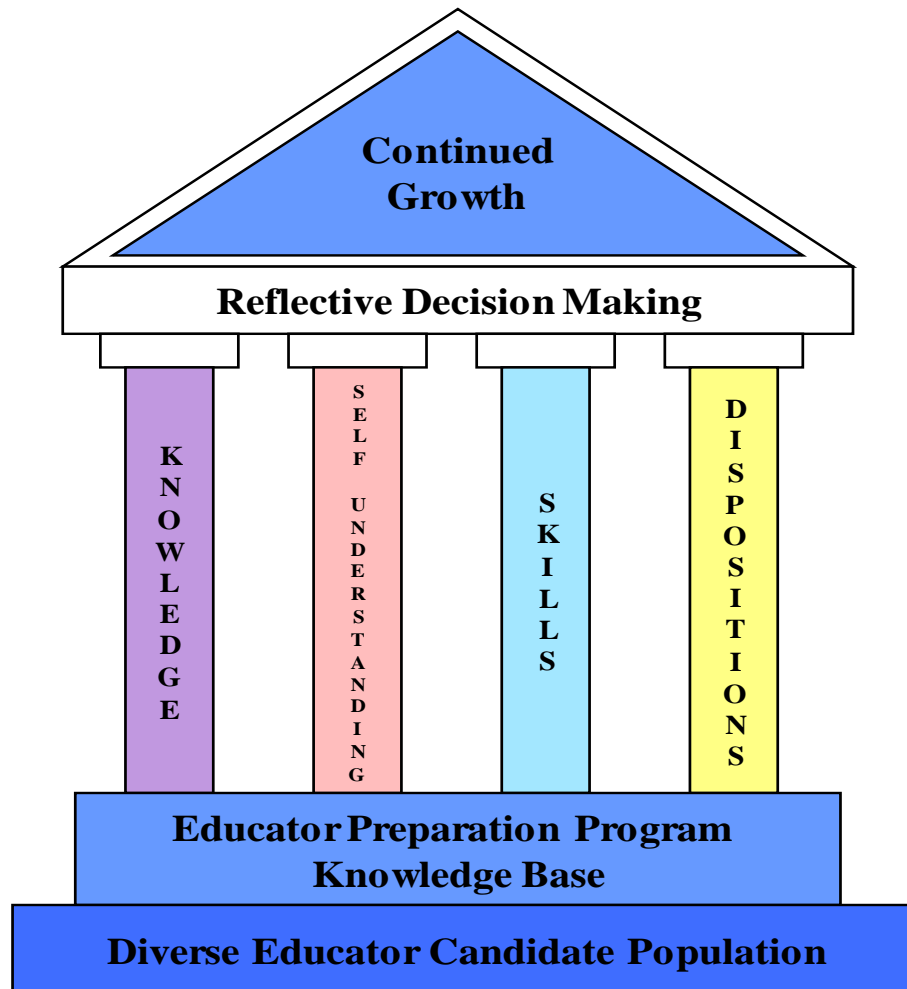 Continued
Growth
Reflective Decision Making
KNOWLEDGE
SELF UNDERSTANDING
SKILLS
DISPOSITIONS
Educator Preparation Program
Knowledge Base
Diverse Educator Candidate Population